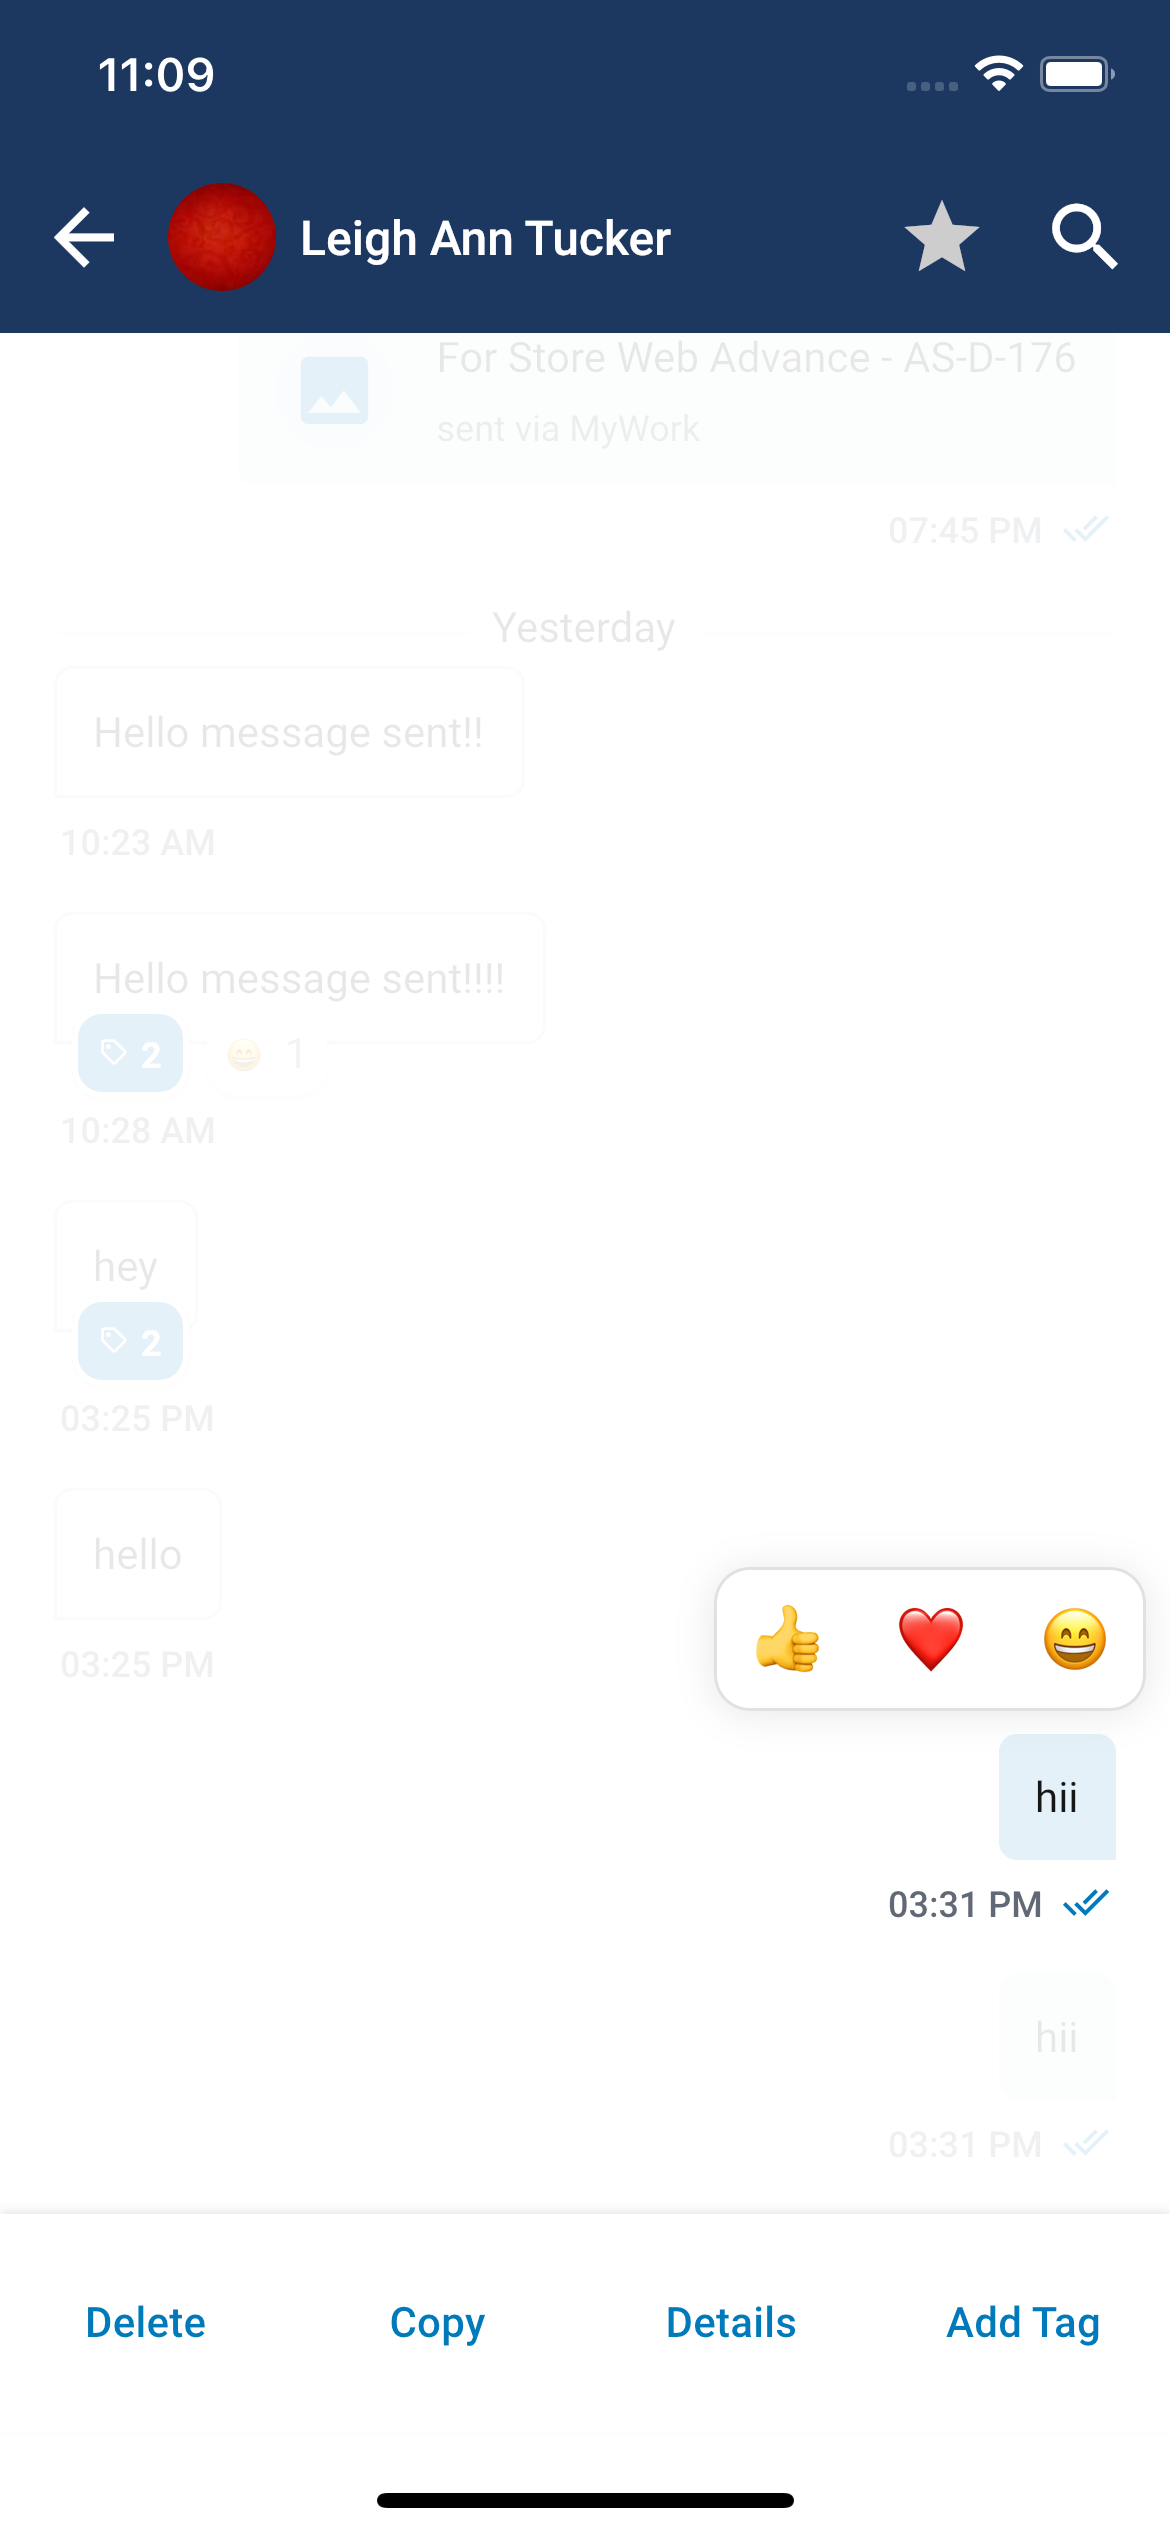 11:09
Leigh Ann Tucker
For Store Web Advance - AS-D-176
sent via MyWork
07:45 PM
Yesterday
Hello message sent!!
10:23 AM
Hello message sent!!!!
2 1
10:28 AM
hey
2
03:25 PM
hello
03:25 PM
hii
03:31 PM
hii
03:31 PM
Delete Copy Details Add Tag